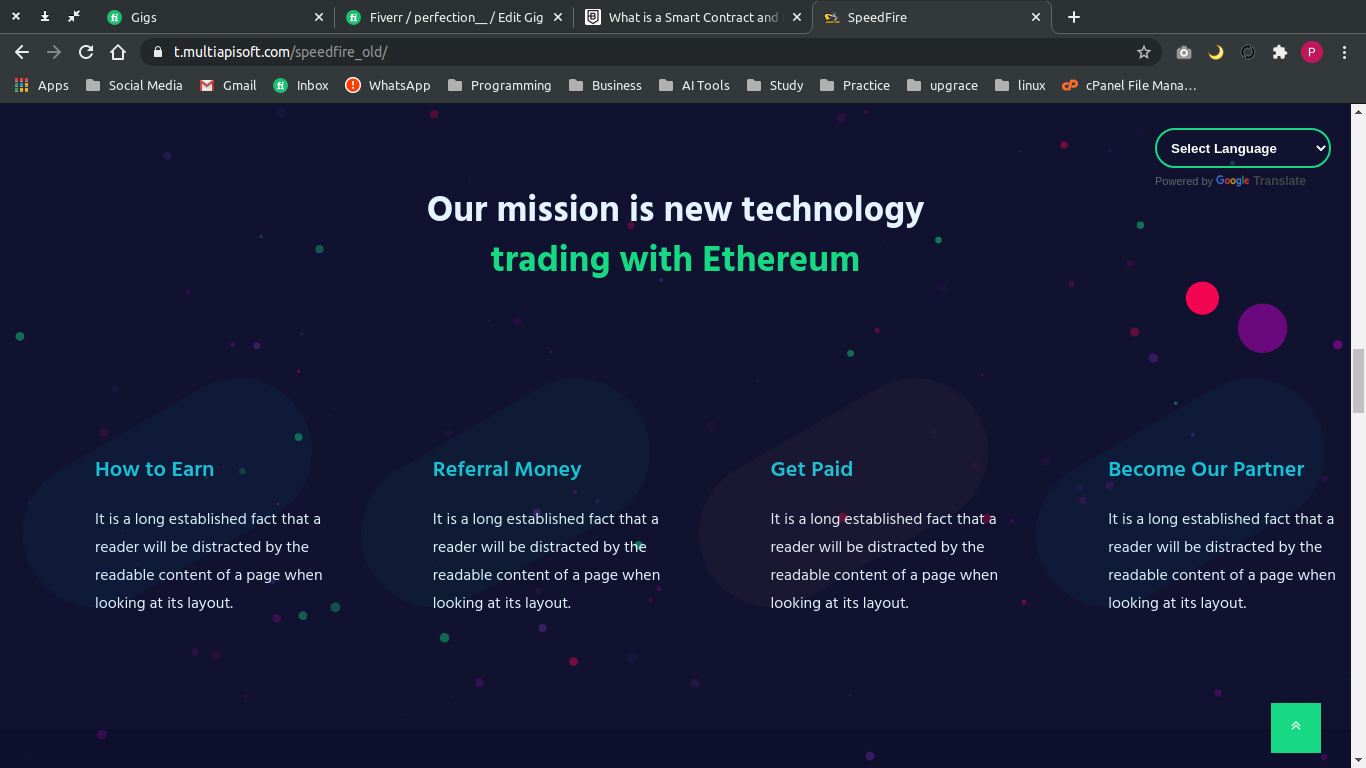 Gigs
Fiverr / perfection__ / Edit Gig
What is a Smart Contract and
SpeedFire
t.multiapisoft.com/speedfire_old/
P
Apps
Social Media
Gmail
Inbox
WhatsApp
Programming
Business
AI Tools
Study
Practice
upgrace
linux
cPanel File Mana…
Select Language
Powered by Google Translate
Our mission is new technology
trading with Ethereum
How to Earn
It is a long established fact that a
reader will be distracted by the
readable content of a page when
looking at its layout.
Referral Money
It is a long established fact that a
reader will be distracted by the
readable content of a page when
looking at its layout.
Get Paid
It is a long established fact that a
reader will be distracted by the
readable content of a page when
looking at its layout.
Become Our Partner
It is a long established fact that a
reader will be distracted by the
readable content of a page when
looking at its layout.